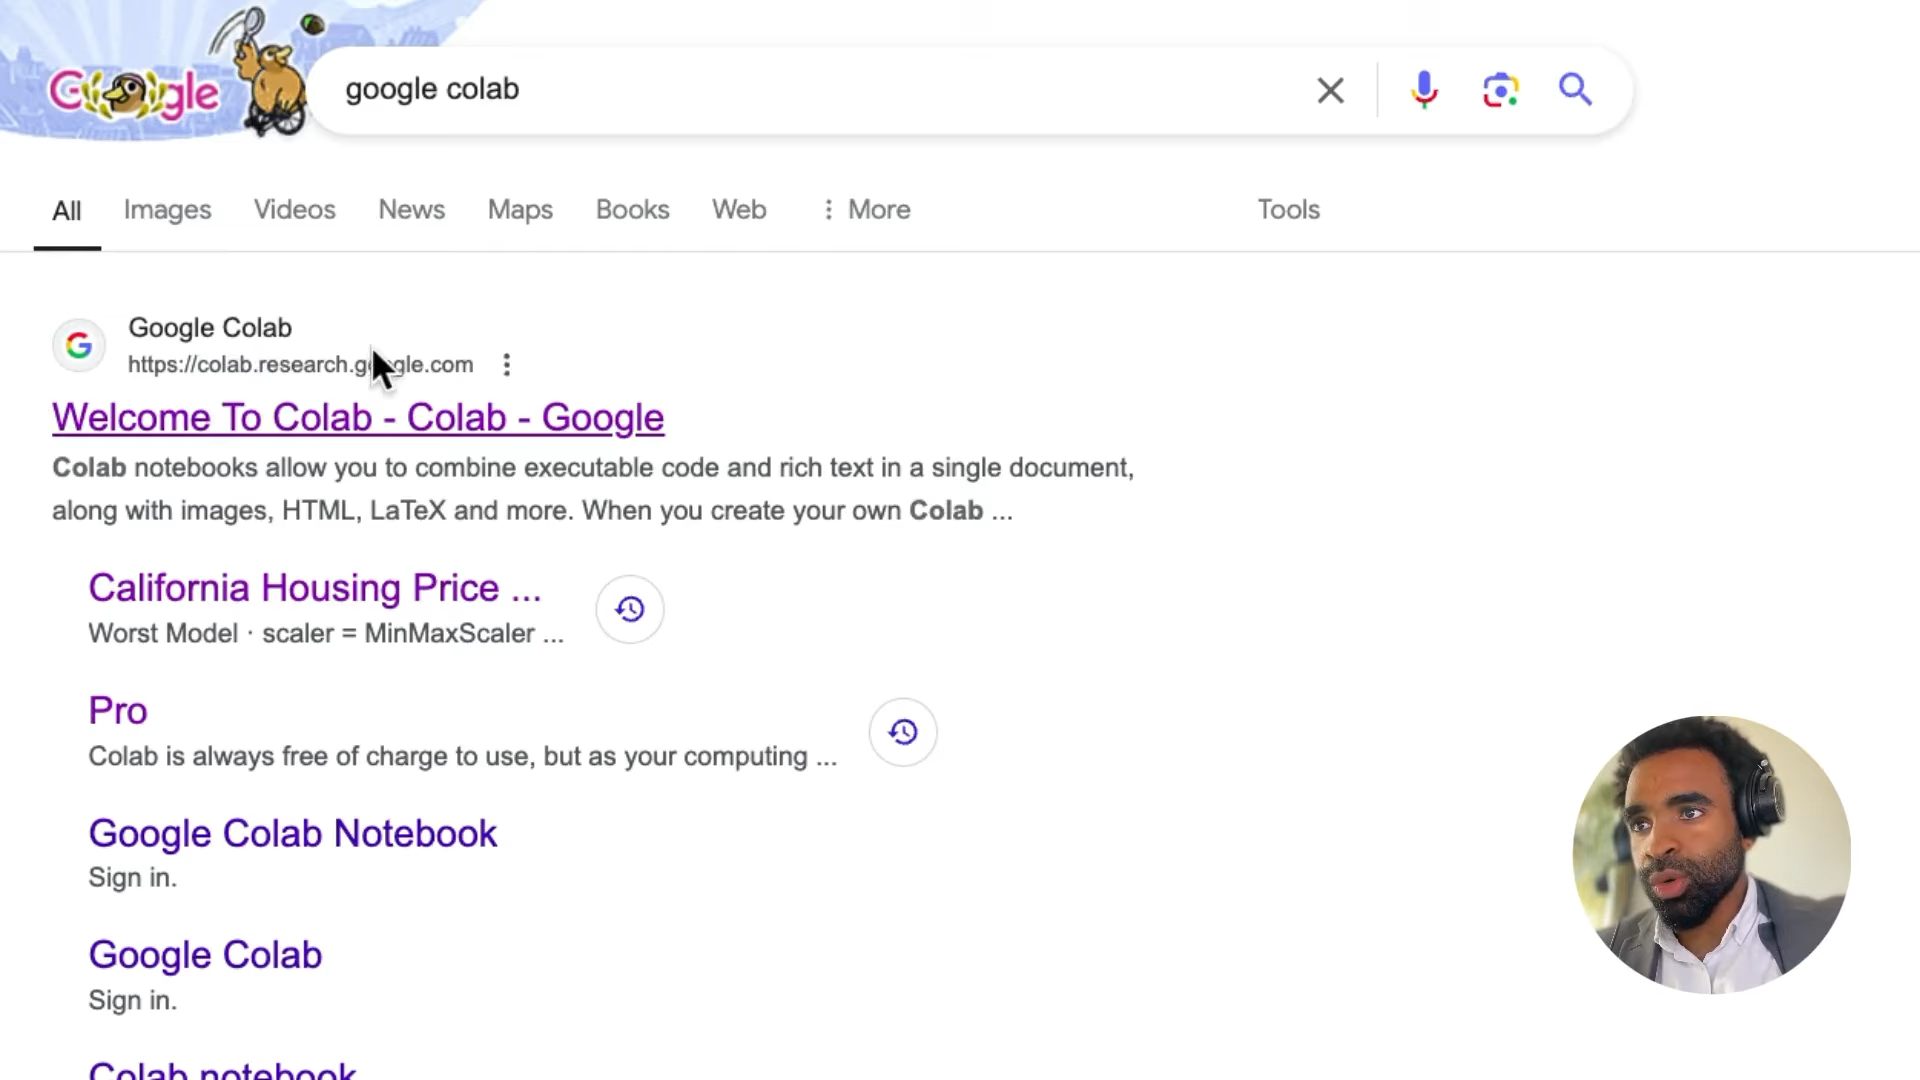 Google
google colab
All Images Videos News Maps Books Web More Tools
Google Colab
https://colab.research.google.com
Welcome To Colab - Colab - Google
Colab notebooks allow you to combine executable code and rich text in a single document,
along with images, HTML, LaTeX and more. When you create your own Colab ...
California Housing Price ...
Worst Model · scaler = MinMaxScaler ...
Pro
Colab is always free of charge to use, but as your computing ...
Google Colab Notebook
Sign in.
Google Colab
Sign in.
Colab notebook